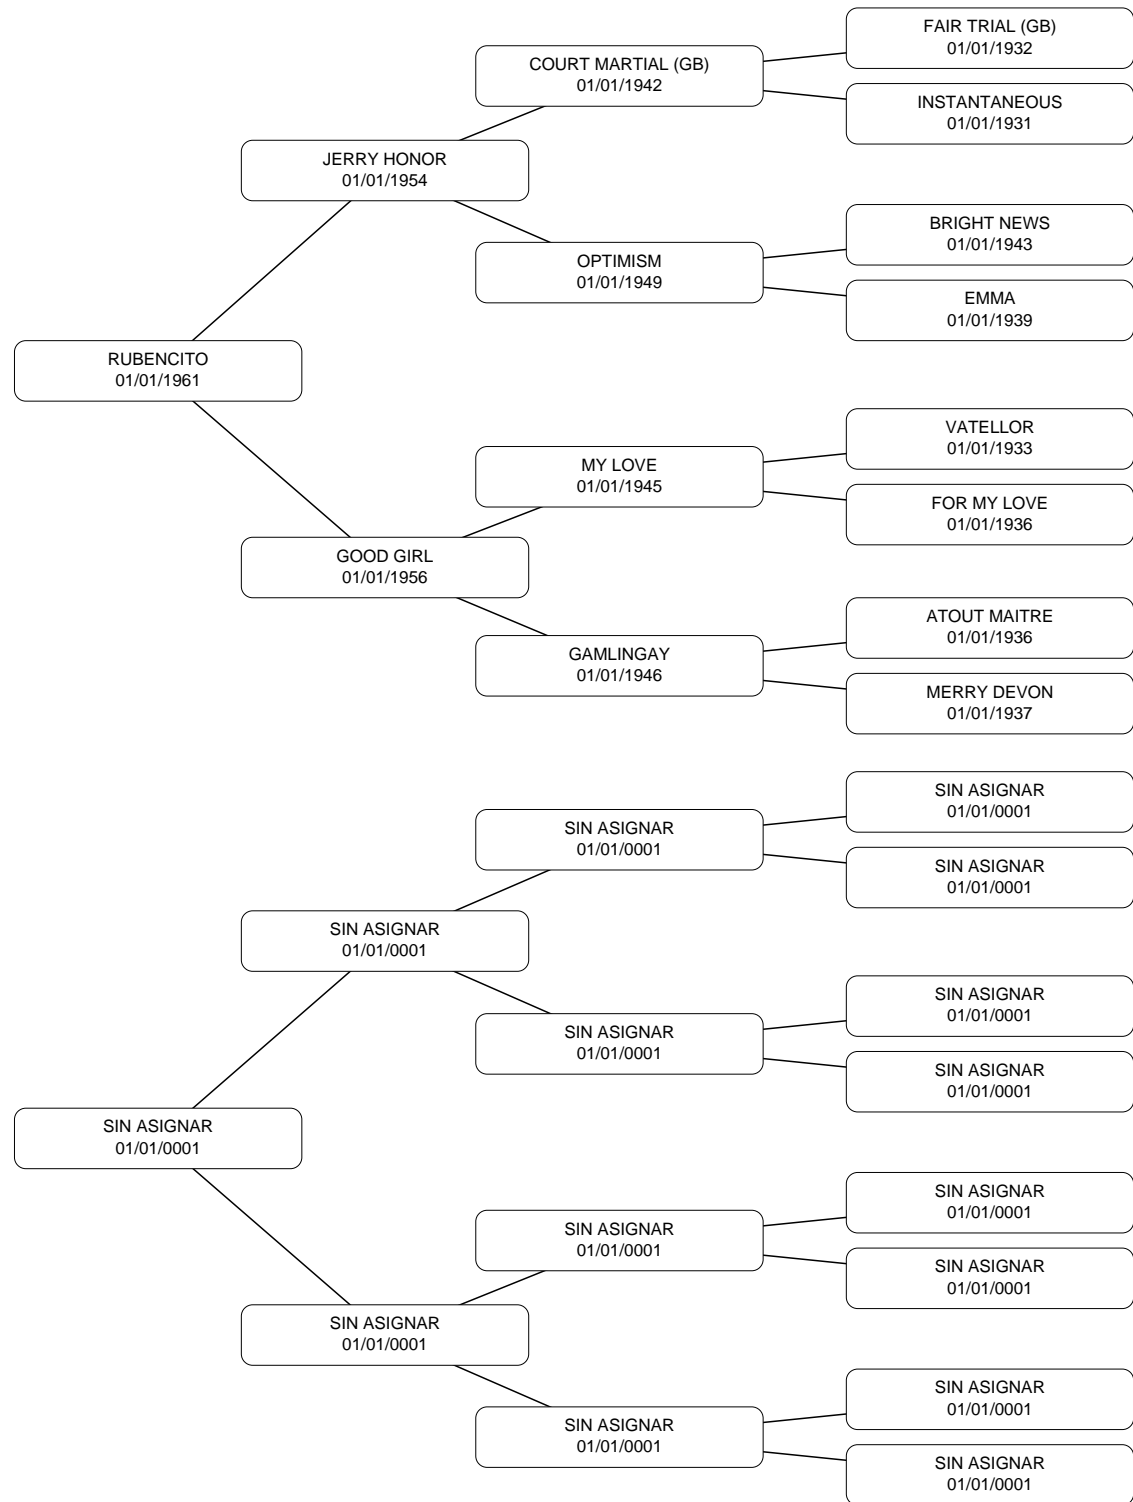 FAIR TRIAL (GB)
01/01/1932
COURT MARTIAL (GB)
01/01/1942
INSTANTANEOUS
01/01/1931
JERRY HONOR
01/01/1954
BRIGHT NEWS
01/01/1943
OPTIMISM
01/01/1949
EMMA
01/01/1939
RUBENCITO
01/01/1961
VATELLOR
01/01/1933
MY LOVE
01/01/1945
FOR MY LOVE
01/01/1936
GOOD GIRL
01/01/1956
ATOUT MAITRE
01/01/1936
GAMLINGAY
01/01/1946
MERRY DEVON
01/01/1937
SIN ASIGNAR
01/01/0001
SIN ASIGNAR
01/01/0001
SIN ASIGNAR
01/01/0001
SIN ASIGNAR
01/01/0001
SIN ASIGNAR
01/01/0001
SIN ASIGNAR
01/01/0001
SIN ASIGNAR
01/01/0001
SIN ASIGNAR
01/01/0001
SIN ASIGNAR
01/01/0001
SIN ASIGNAR
01/01/0001
SIN ASIGNAR
01/01/0001
SIN ASIGNAR
01/01/0001
SIN ASIGNAR
01/01/0001
SIN ASIGNAR
01/01/0001
SIN ASIGNAR
01/01/0001